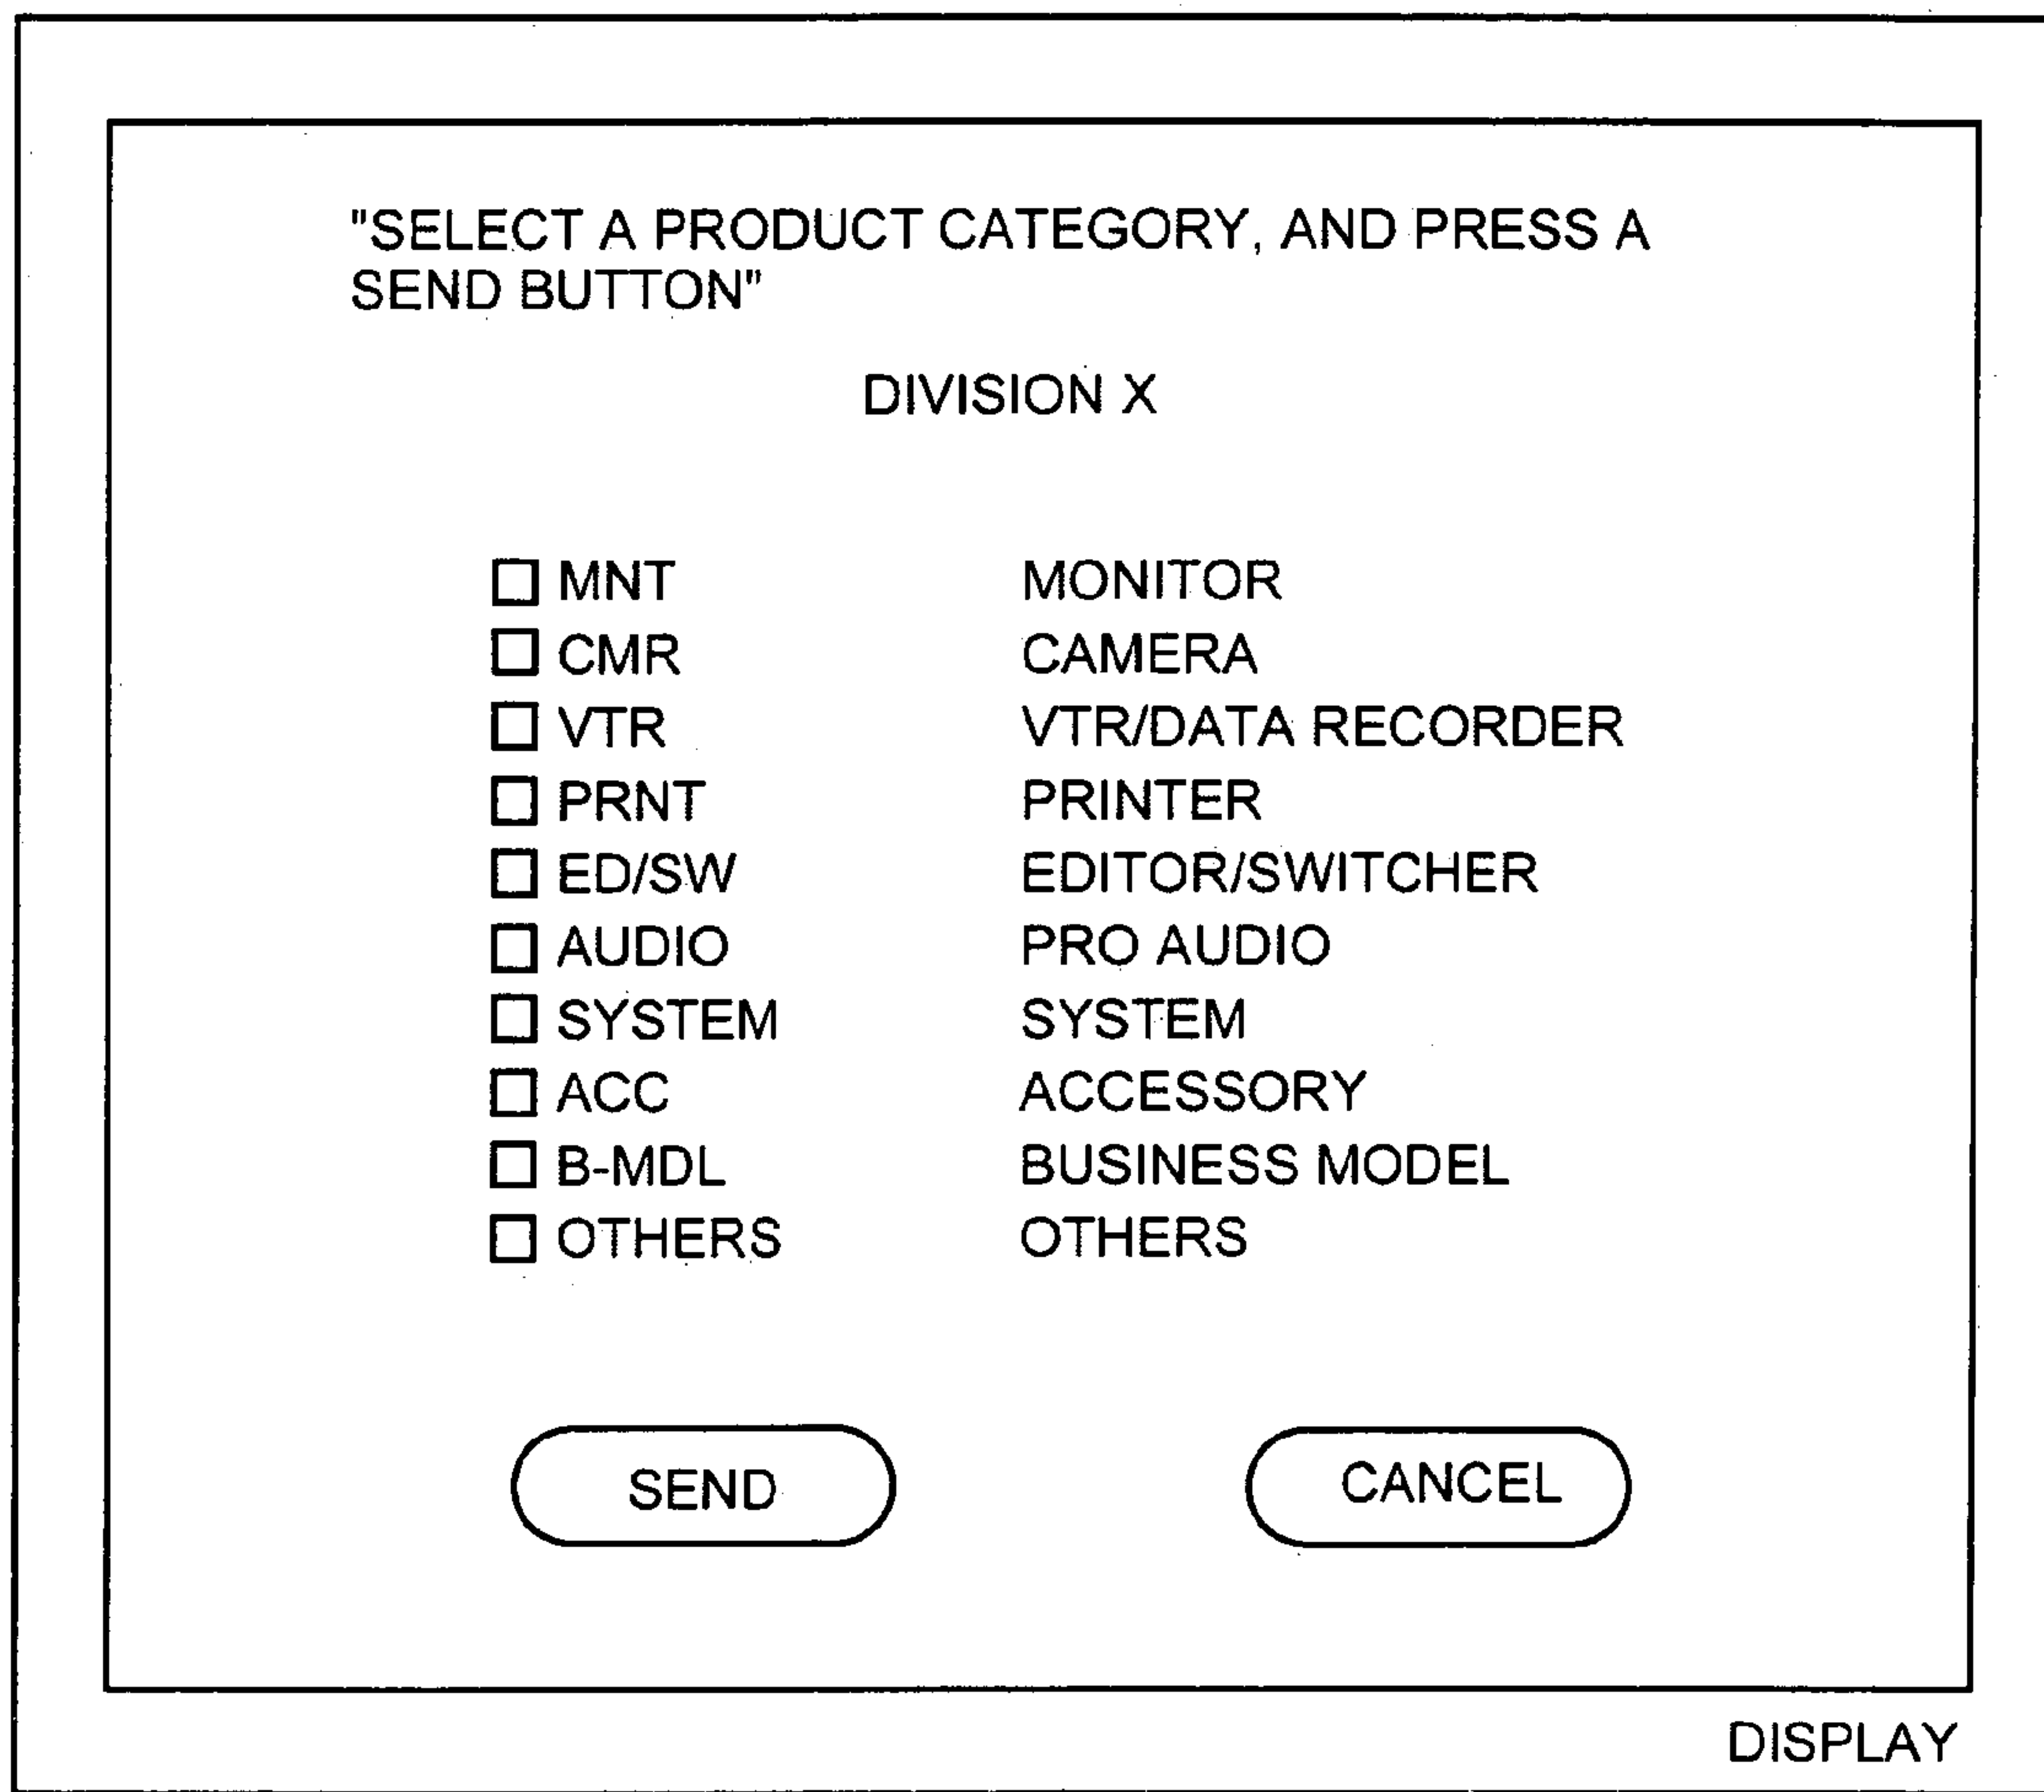 "SELECT A PRODUCT CATEGORY, AND PRESS A
SEND BUTTON"
DIVISION X
MNT MONITOR
CMR CAMERA
VTR VTR/DATA RECORDER
PRNT PRINTER
ED/SW EDITOR/SWITCHER
AUDIO PRO AUDIO
SYSTEM SYSTEM
ACC ACCESSORY
B-MDL BUSINESS MODEL
OTHERS OTHERS
SEND CANCEL
DISPLAY